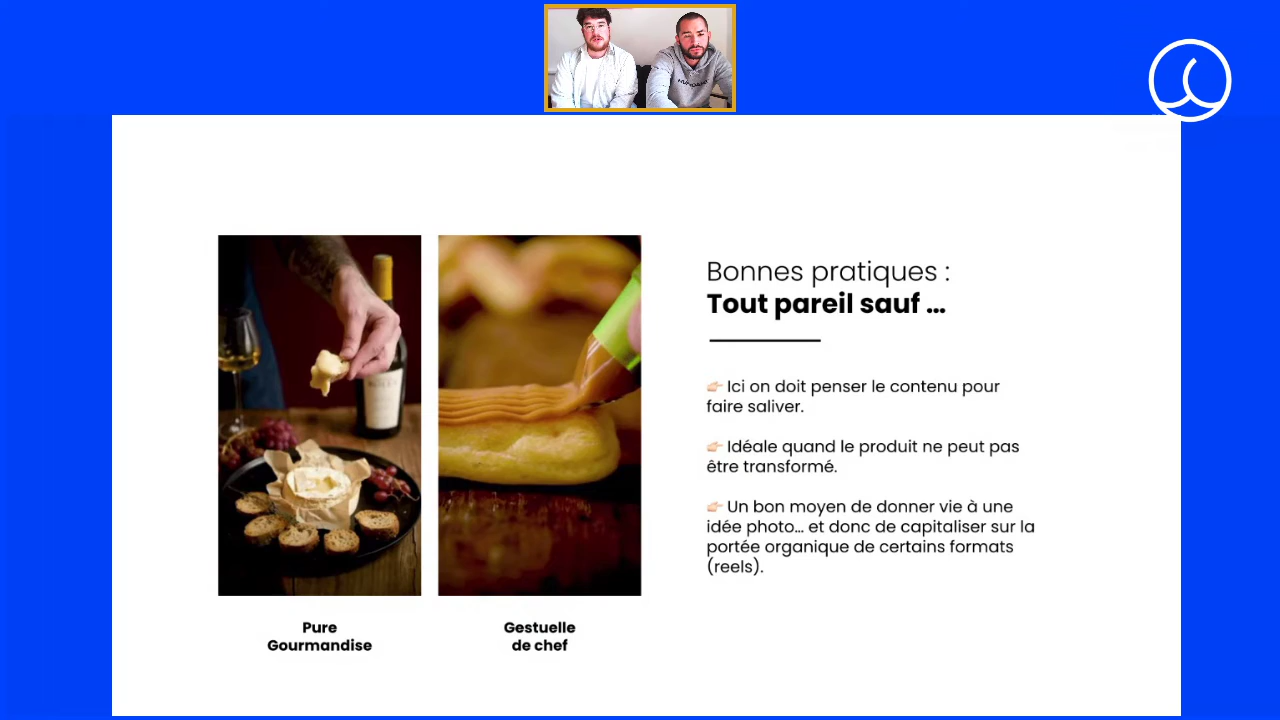 Bonnes pratiques :
Tout pareil sauf ...
👉🏻 Ici on doit penser le contenu pour
faire saliver.
👉🏻 Idéale quand le produit ne peut pas
être transformé.
👉🏻 Un bon moyen de donner vie à une
idée photo... et donc de capitaliser sur la
portée organique de certains formats
(reels).
Pure
Gourmandise
Gestuelle
de chef